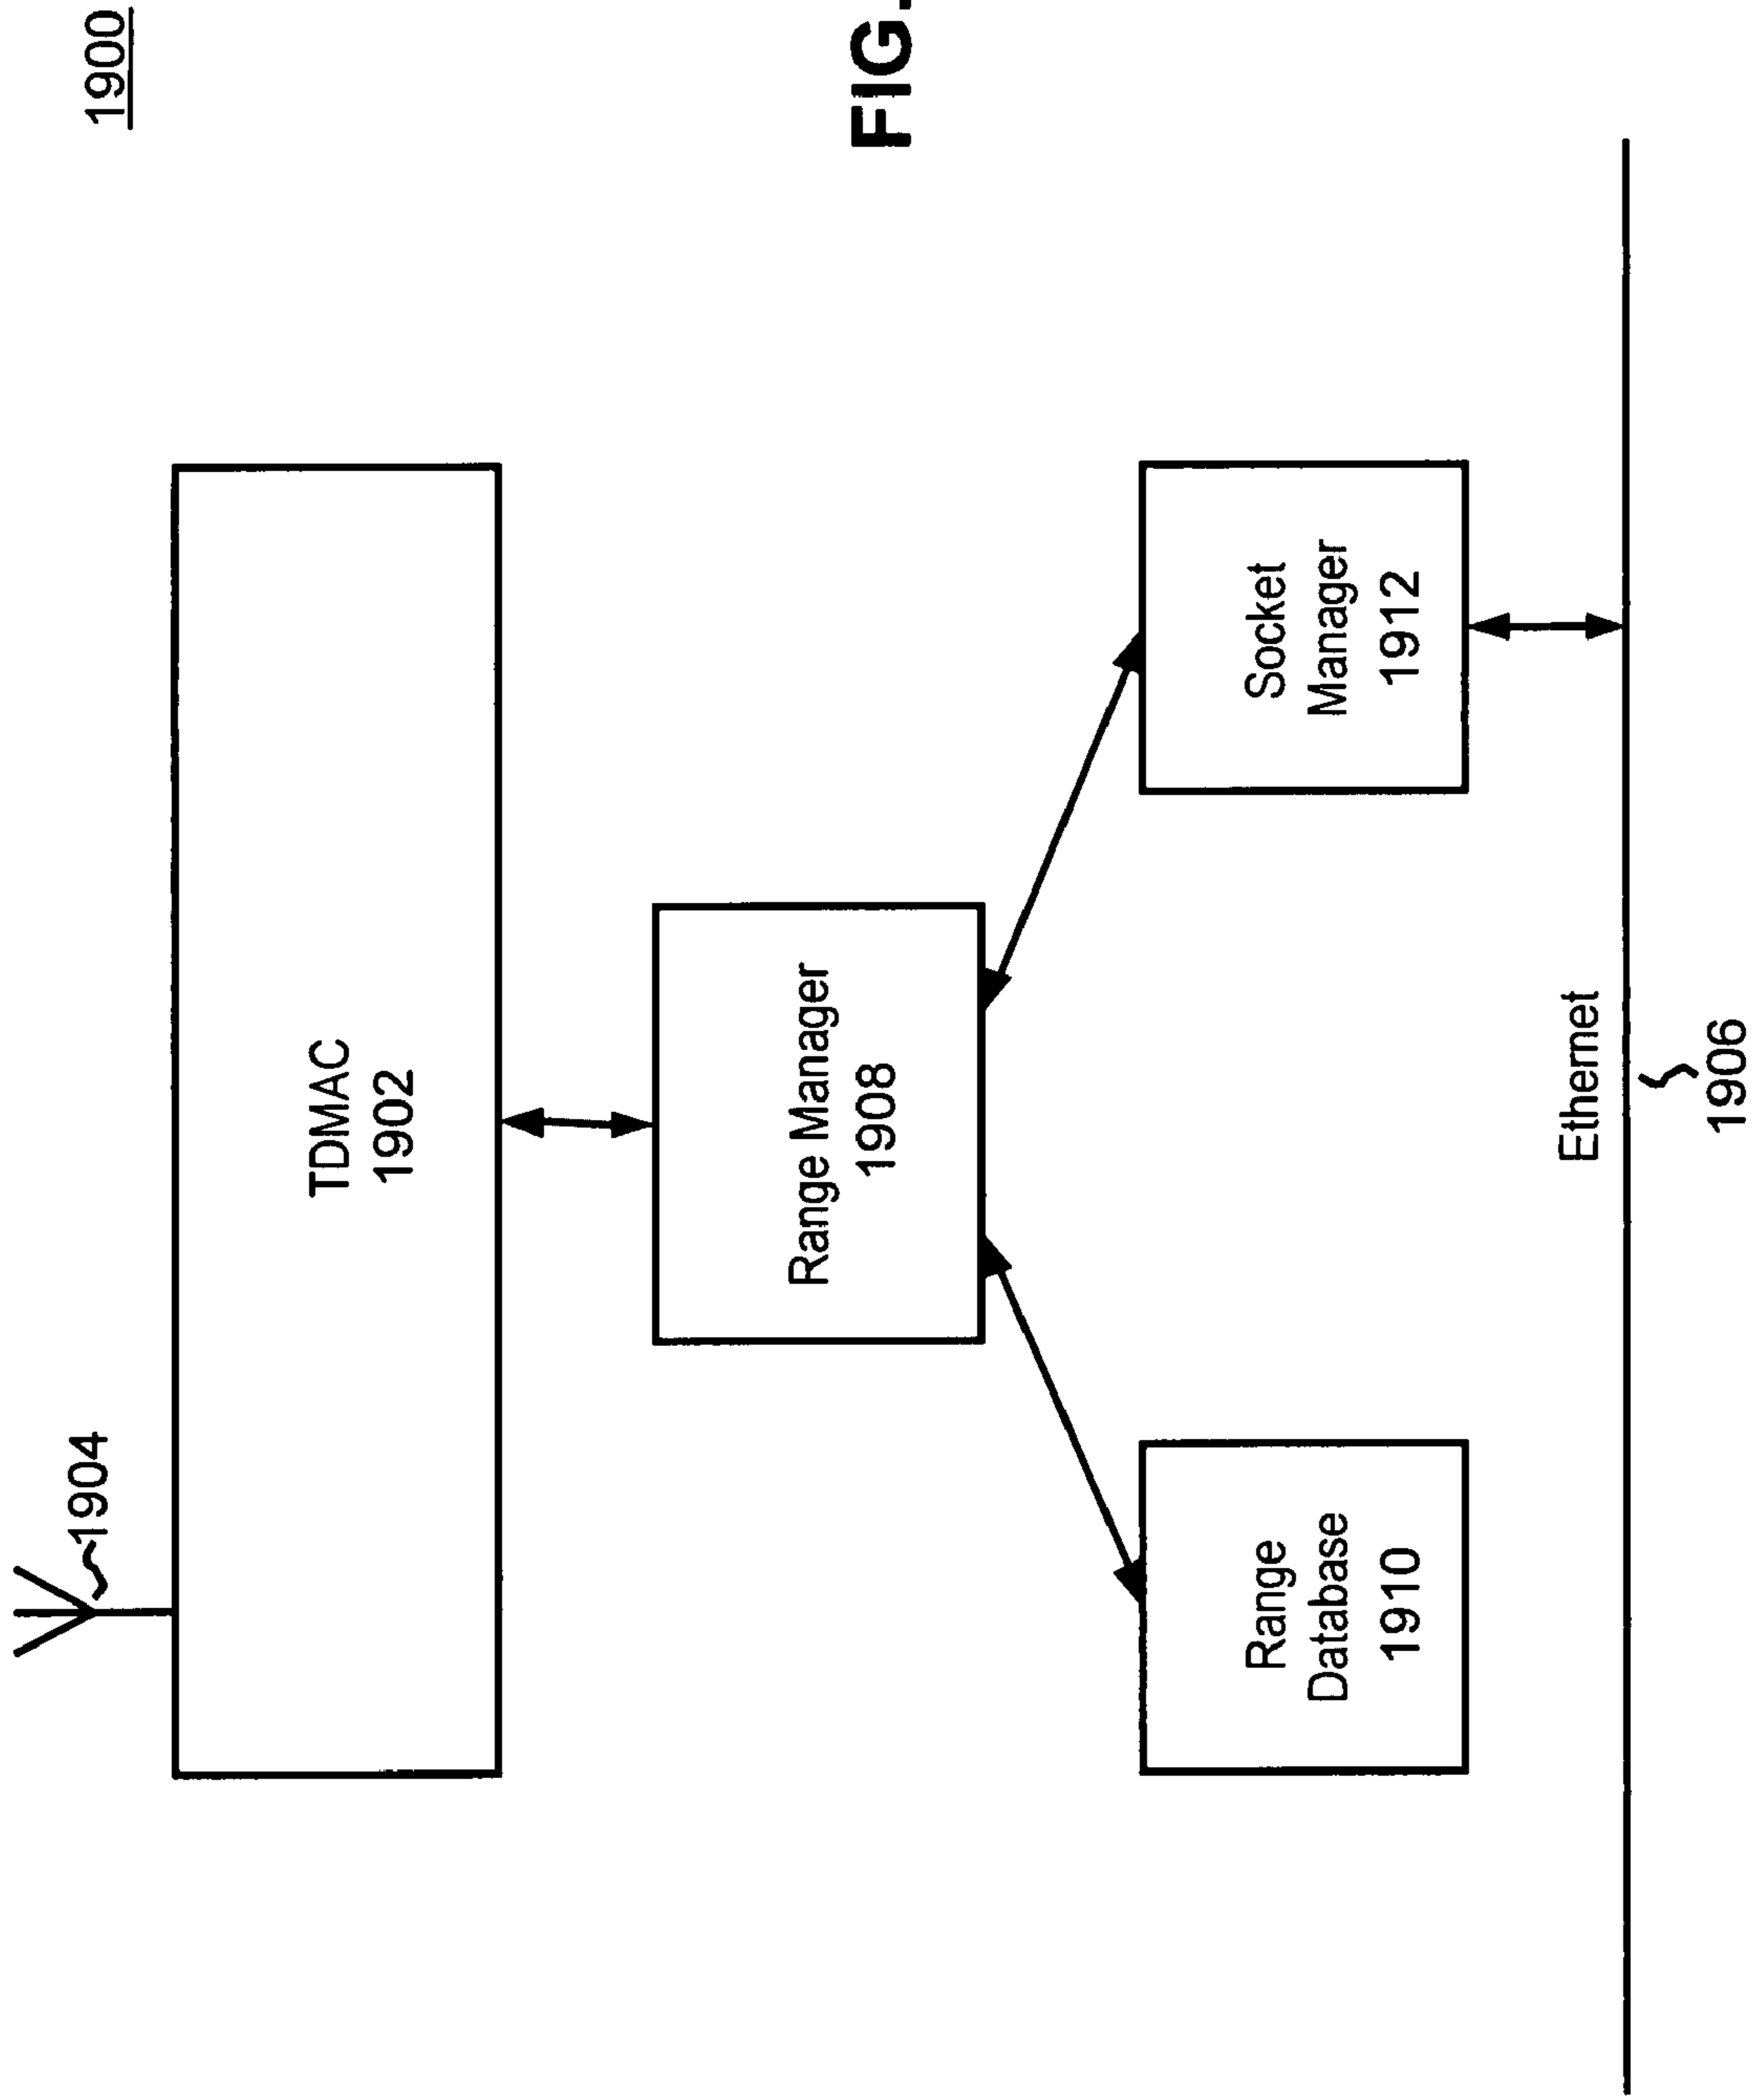 1900
1904
TDMAC
1902
Range Manager
1908
Range
Database
1910
Socket
Manager
1912
Ethernet
1906
FIG.